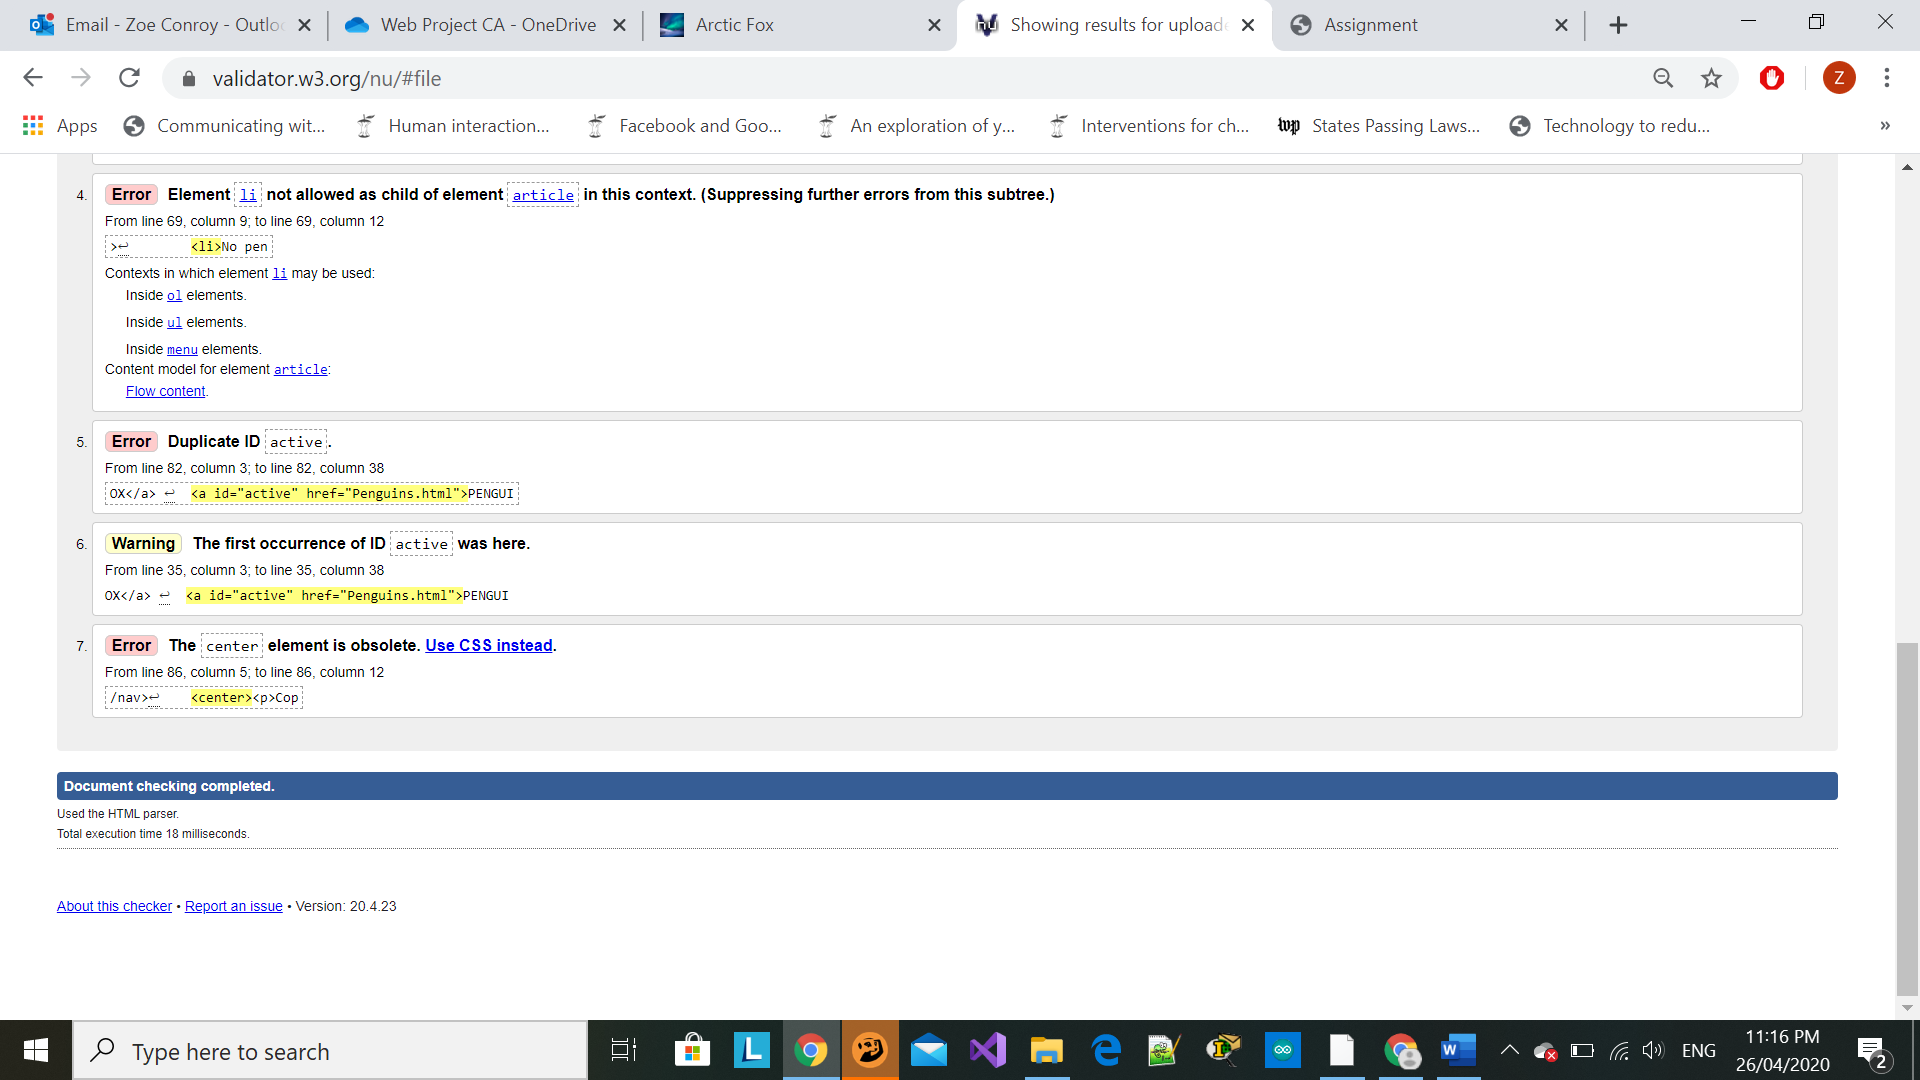 Email - Zoe Conroy - Outlo
Web Project CA - OneDrive
Arctic Fox
Showing results for uploade
Assignment
validator.w3.org/nu/#file
Z
Apps
Communicating wit...
Human interaction...
Facebook and Goo...
An exploration of y...
Interventions for ch...
States Passing Laws...
Technology to redu...
»
4. Error Element li not allowed as child of element article in this context. (Suppressing further errors from this subtree.)
From line 69, column 9; to line 69, column 12
>↩ <li>No pen
Contexts in which element li may be used:
Inside ol elements.
Inside ul elements.
Inside menu elements.
Content model for element article:
Flow content.
5. Error Duplicate ID active.
From line 82, column 3; to line 82, column 38
OX</a> ↩ <a id="active" href="Penguins.html">PENGUI
6. Warning The first occurrence of ID active was here.
From line 35, column 3; to line 35, column 38
OX</a> ↩ <a id="active" href="Penguins.html">PENGUI
7. Error The center element is obsolete. Use CSS instead.
From line 86, column 5; to line 86, column 12
/nav>↩ <center><p>Cop
Document checking completed.
Used the HTML parser.
Total execution time 18 milliseconds.
About this checker • Report an issue • Version: 20.4.23
Type here to search
L
W
ENG
11:16 PM
26/04/2020
2